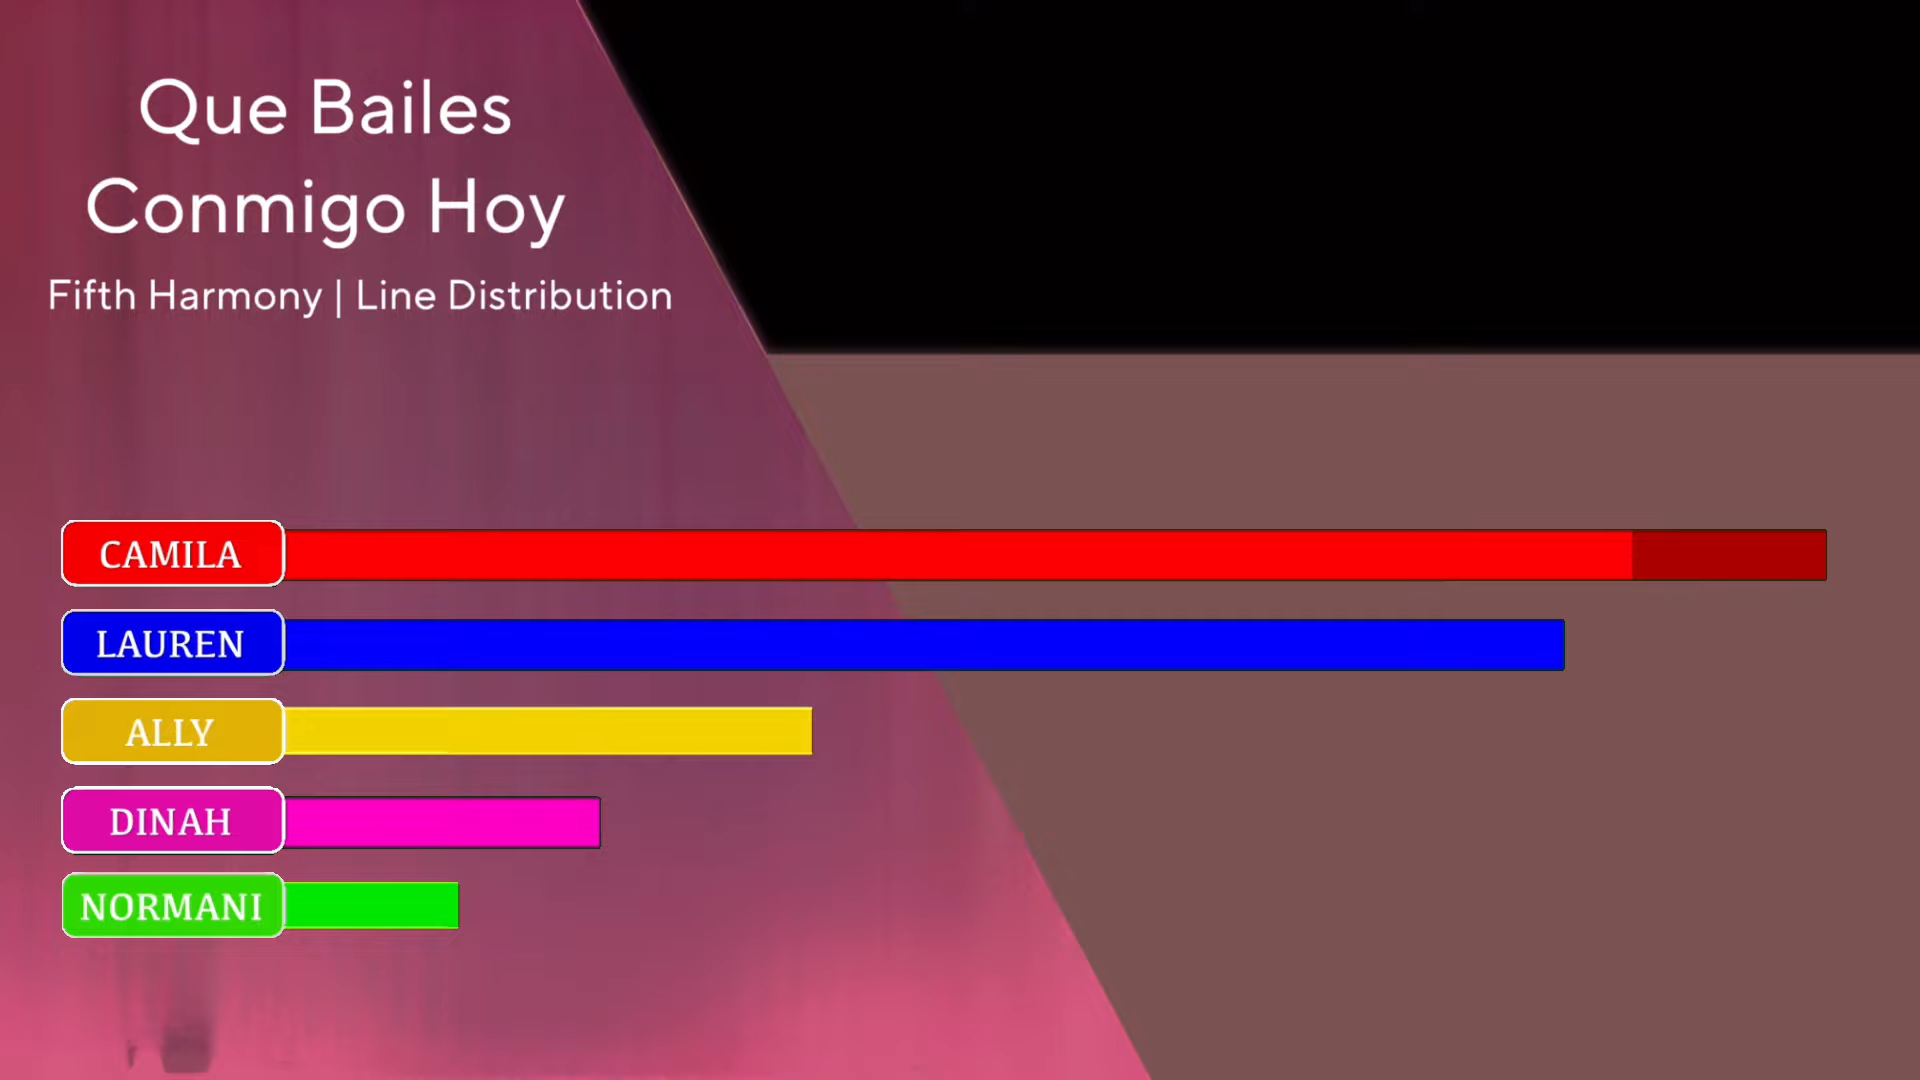 Que Bailes
Conmigo Hoy
Fifth Harmony | Line Distribution
CAMILA
LAUREN
ALLY
DINAH
NORMANI